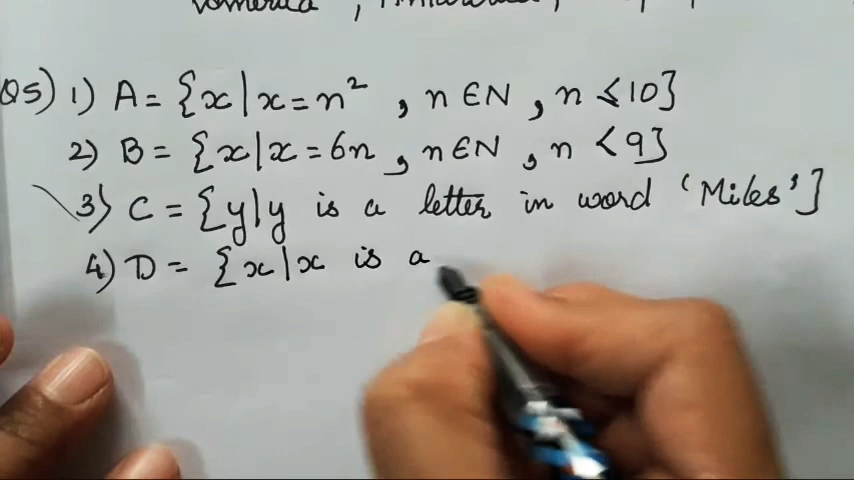 Q5) 1) A = {x|x = n² , n ∈ N , n ≤ 10}
2) B = {x|x = 6n , n ∈ N , n < 9}
3) C = {y|y is a letter in word 'Miles'}
4) D = {x|x is a